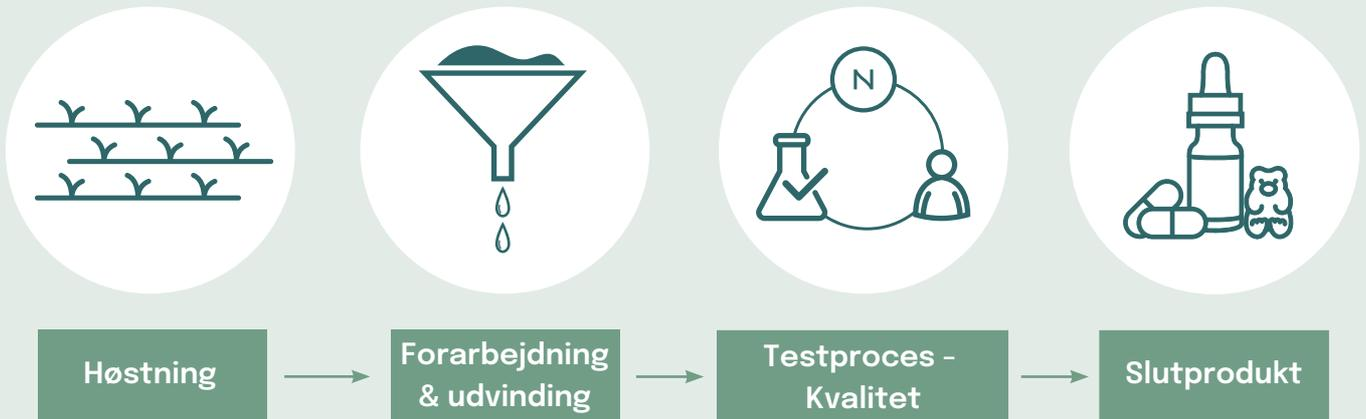 N
Høstning
Forarbejdning
& udvinding
Testproces –
Kvalitet
Slutprodukt